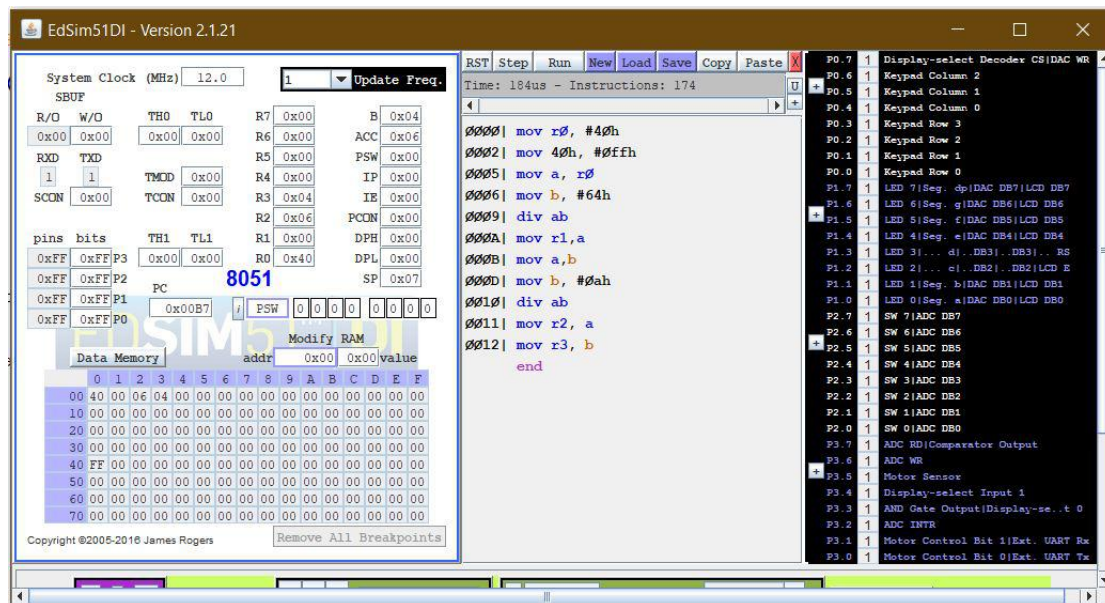 EdSim51DI - Version 2.1.21
System Clock (MHz) 12.0 1 Update Freq.
SBUF
R/O W/O TH0 TL0 R7 0x00 B 0x04
0x00 0x00 0x00 0x00 R6 0x00 ACC 0x06
RXD TXD R5 0x00 PSW 0x00
1 1 TMOD 0x00 R4 0x00 IP 0x00
SCON 0x00 TCON 0x00 R3 0x04 IE 0x00
R2 0x06 PCON 0x00
pins bits TH1 TL1 R1 0x00 DPH 0x00
0xFF 0xFF P3 0x00 0x00 R0 0x40 DPL 0x00
0xFF 0xFF P2 8051 SP 0x07
0xFF 0xFF P1 PC
0xFF 0xFF P0 0x00B7 i PSW 0 0 0 0 0 0 0 0
EDSIM51DI
Modify RAM
Data Memory addr 0x00 0x00 value
0 1 2 3 4 5 6 7 8 9 A B C D E F
00 40 00 06 04 00 00 00 00 00 00 00 00 00 00 00 00
10 00 00 00 00 00 00 00 00 00 00 00 00 00 00 00 00
20 00 00 00 00 00 00 00 00 00 00 00 00 00 00 00 00
30 00 00 00 00 00 00 00 00 00 00 00 00 00 00 00 00
40 FF 00 00 00 00 00 00 00 00 00 00 00 00 00 00 00
50 00 00 00 00 00 00 00 00 00 00 00 00 00 00 00 00
60 00 00 00 00 00 00 00 00 00 00 00 00 00 00 00 00
70 00 00 00 00 00 00 00 00 00 00 00 00 00 00 00 00
Copyright ©2005-2016 James Rogers Remove All Breakpoints
RST Step Run New Load Save Copy Paste X
Time: 184us - Instructions: 174 U
+
0000| mov r0, #40h
0002| mov 40h, #0ffh
0005| mov a, r0
0006| mov b, #64h
0009| div ab
000A| mov r1,a
000B| mov a,b
000D| mov b, #0ah
0010| div ab
0011| mov r2, a
0012| mov r3, b
end
P0.7 1 Display-select Decoder CS|DAC WR
P0.6 1 Keypad Column 2
+ P0.5 1 Keypad Column 1
P0.4 1 Keypad Column 0
P0.3 1 Keypad Row 3
P0.2 1 Keypad Row 2
P0.1 1 Keypad Row 1
P0.0 1 Keypad Row 0
P1.7 1 LED 7|Seg. dp|DAC DB7|LCD DB7
P1.6 1 LED 6|Seg. g|DAC DB6|LCD DB6
+ P1.5 1 LED 5|Seg. f|DAC DB5|LCD DB5
P1.4 1 LED 4|Seg. e|DAC DB4|LCD DB4
P1.3 1 LED 3|... d|..DB3|..DB3|.. RS
P1.2 1 LED 2|... c|..DB2|..DB2|LCD E
P1.1 1 LED 1|Seg. b|DAC DB1|LCD DB1
P1.0 1 LED 0|Seg. a|DAC DB0|LCD DB0
P2.7 1 SW 7|ADC DB7
P2.6 1 SW 6|ADC DB6
+ P2.5 1 SW 5|ADC DB5
P2.4 1 SW 4|ADC DB4
P2.3 1 SW 3|ADC DB3
P2.2 1 SW 2|ADC DB2
P2.1 1 SW 1|ADC DB1
P2.0 1 SW 0|ADC DB0
P3.7 1 ADC RD|Comparator Output
P3.6 1 ADC WR
+ P3.5 1 Motor Sensor
P3.4 1 Display-select Input 1
P3.3 1 AND Gate Output|Display-se..t 0
P3.2 1 ADC INTR
P3.1 1 Motor Control Bit 1|Ext. UART Rx
P3.0 1 Motor Control Bit 0|Ext. UART Tx